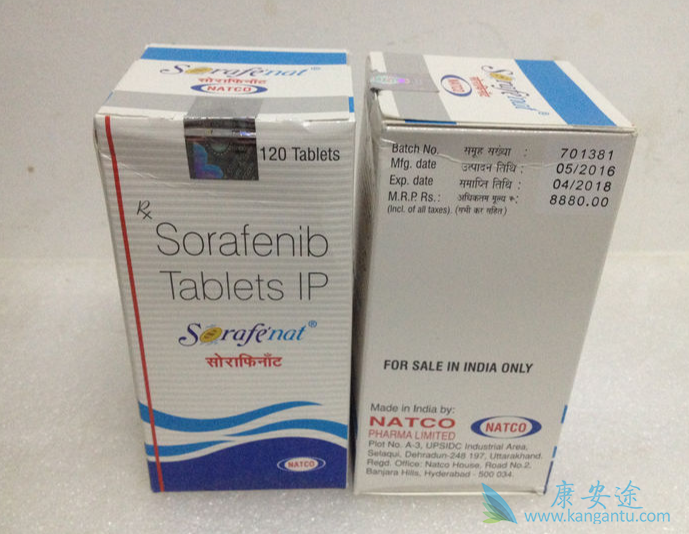 Sorafenat®
सोराफिनाँट
NATCO
120 Tablets
Rx
Sorafenib
Tablets IP
Sorafenat®
सोराफिनाँट
NATCO
Sorafenat®
सोराफिनाँट
NATCO
Batch No. समूह संख्या : 701381
Mfg. date उत्पादन तिथि : 05/2016
Exp. date समाप्ति तिथि : 04/2018
M.R.P. Rs.: अधिकतम मूल्य रू: 8880.00
(Incl. of all taxes) (सभी कर सहित)
FOR SALE IN INDIA ONLY
Made in India by:
NATCO
PHARMA LIMITED
NATCO
Plot No. A-3, UPSIDC Industrial Area,
Selaqui, Dehradun-248 197, Uttarakhand.
Regd. Office: Natco House, Road No.2,
Banjara Hills, Hyderabad - 500 034.
康安途
www.kangantu.com